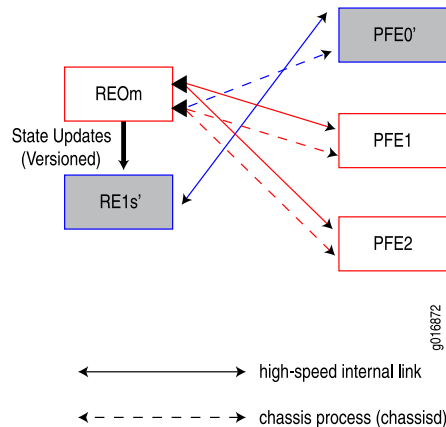 PFE0'
REOm
PFE1
State Updates
(Versioned)
RE1s'
PFE2
g016872
high-speed internal link
chassis process (chassisd)